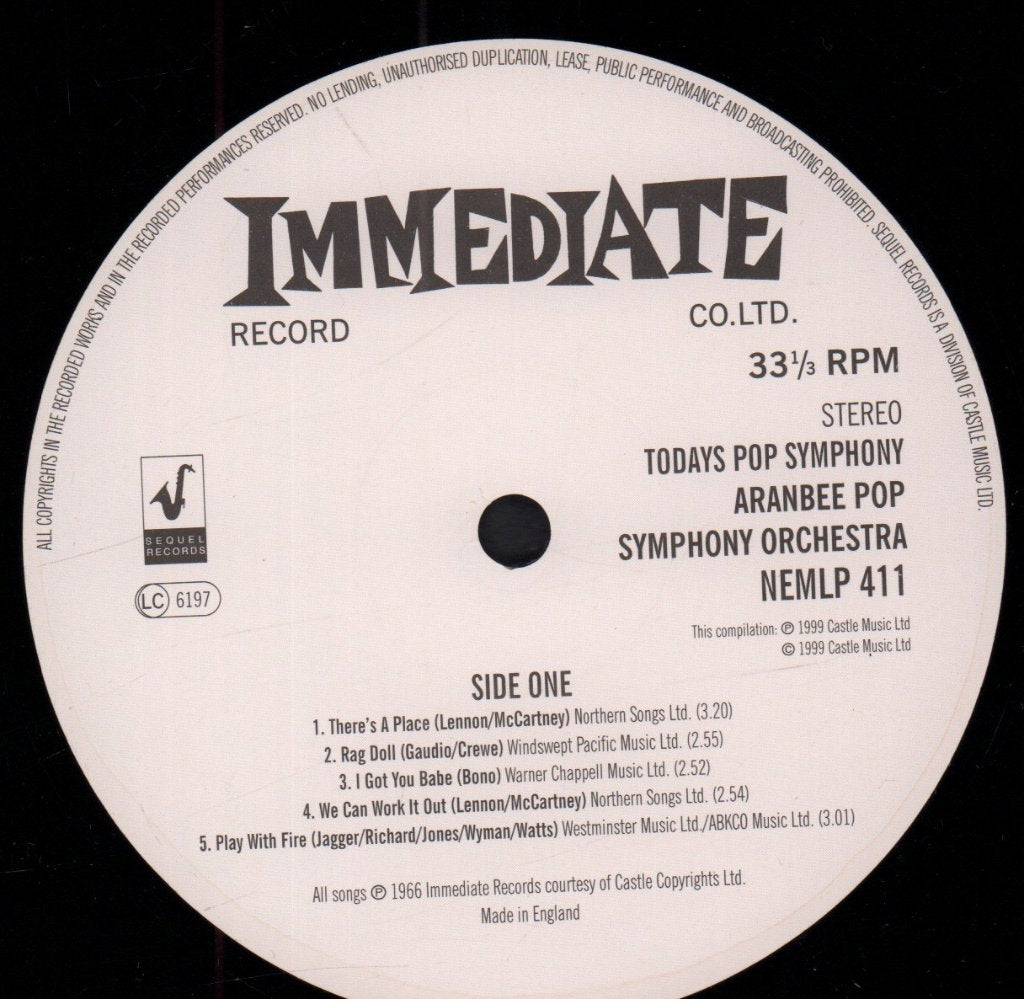 ALL COPYRIGHTS IN THE RECORDED WORKS AND IN THE RECORDED PERFORMANCES RESERVED. NO LENDING, UNAUTHORISED DUPLICATION, LEASE, PUBLIC PERFORMANCE AND BROADCASTING PROHIBITED. SEQUEL RECORDS IS A DIVISION OF CASTLE MUSIC LTD.
IMMEDIATE
RECORD CO.LTD.
33⅓ RPM
STEREO
TODAYS POP SYMPHONY
ARANBEE POP
SYMPHONY ORCHESTRA
NEMLP 411
SEQUEL
RECORDS
LC 6197
This compilation: ℗ 1999 Castle Music Ltd
© 1999 Castle Music Ltd
SIDE ONE
1. There's A Place (Lennon/McCartney) Northern Songs Ltd. (3.20)
2. Rag Doll (Gaudio/Crewe) Windswept Pacific Music Ltd. (2.55)
3. I Got You Babe (Bono) Warner Chappell Music Ltd. (2.52)
4. We Can Work It Out (Lennon/McCartney) Northern Songs Ltd. (2.54)
5. Play With Fire (Jagger/Richard/Jones/Wyman/Watts) Westminster Music Ltd./ABKCO Music Ltd. (3.01)
All songs ℗ 1966 Immediate Records courtesy of Castle Copyrights Ltd.
Made in England